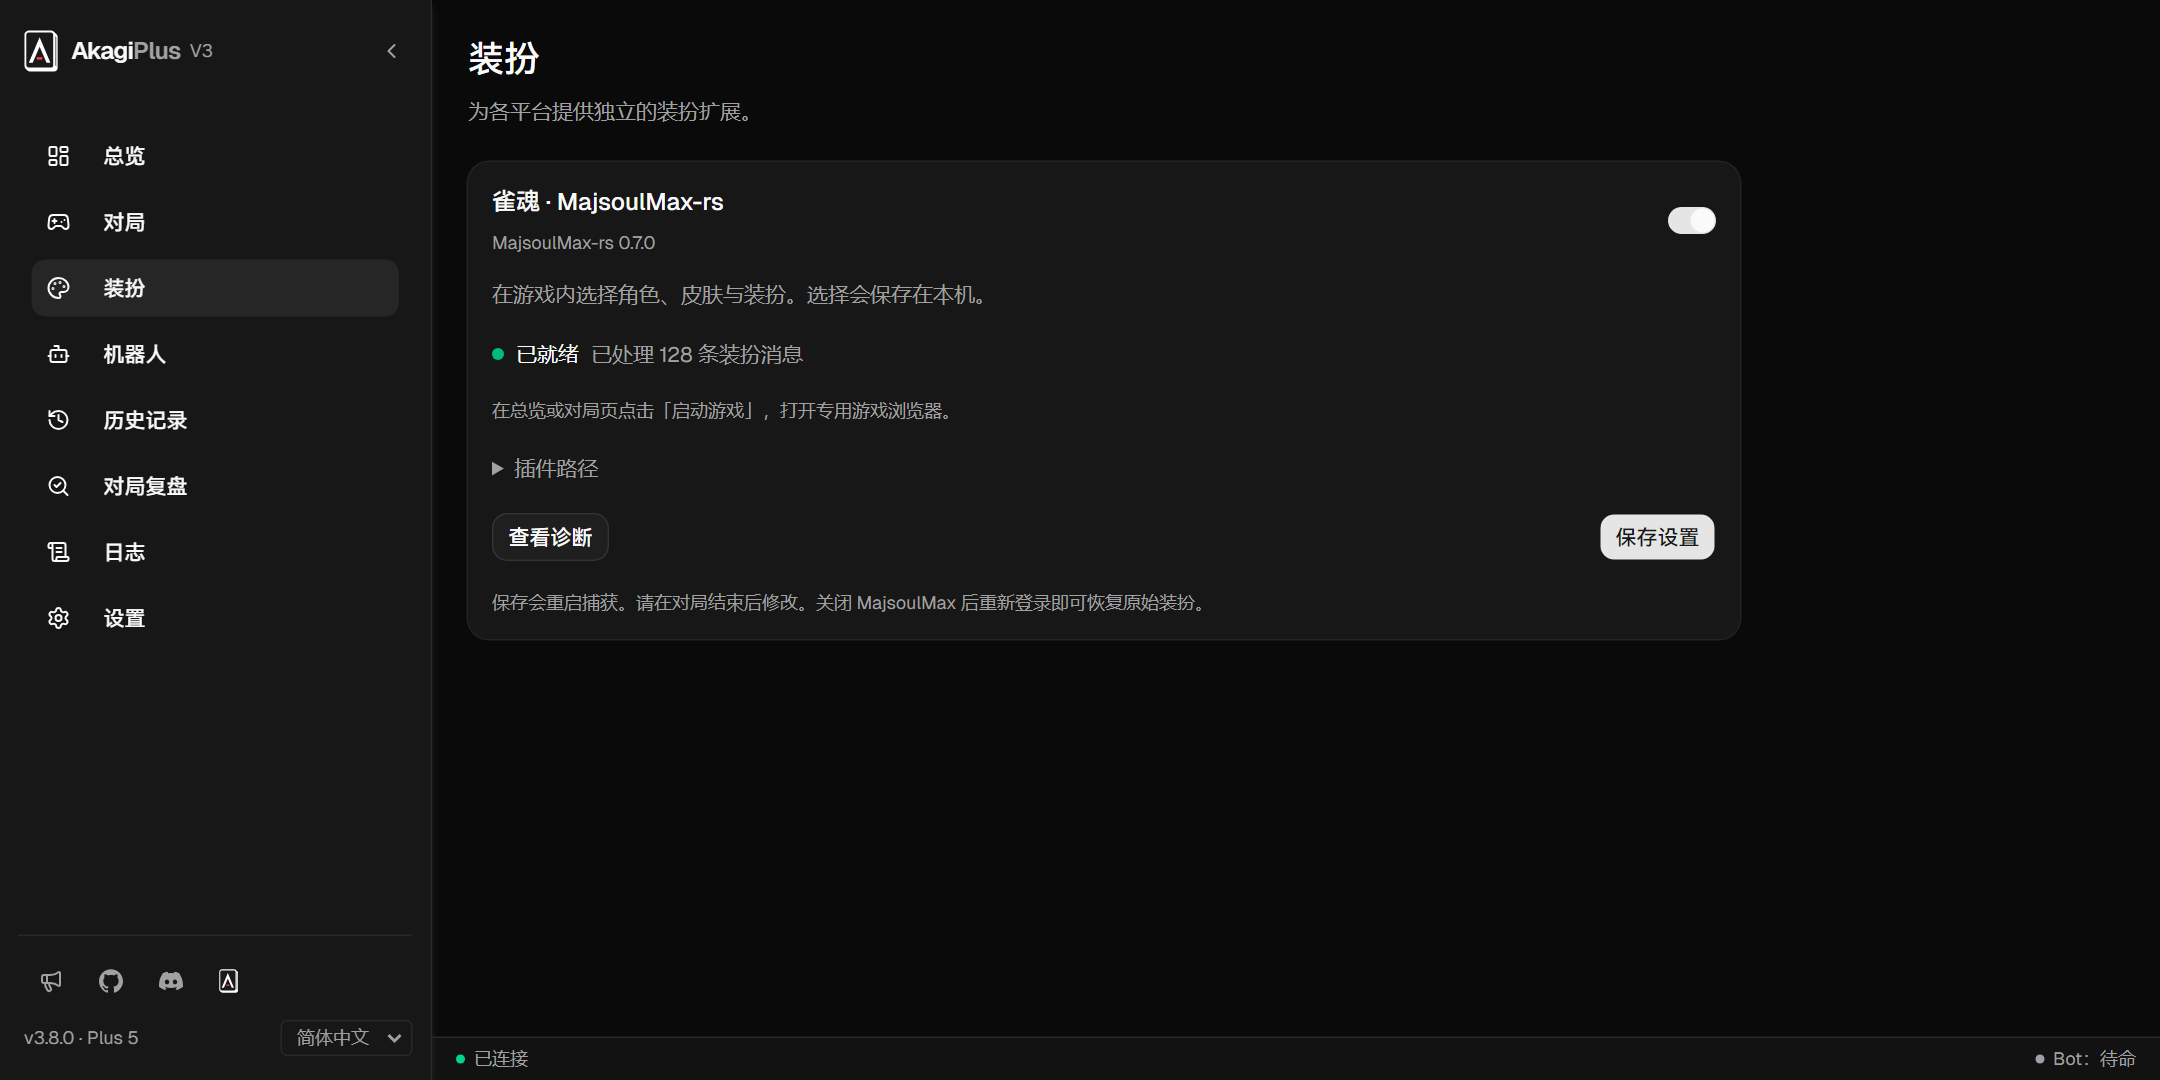 AkagiPlus V3
总览
对局
装扮
机器人
历史记录
对局复盘
日志
设置
v3.8.0 · Plus 5
简体中文
装扮
为各平台提供独立的装扮扩展。
雀魂 · MajsoulMax-rs
MajsoulMax-rs 0.7.0
在游戏内选择角色、皮肤与装扮。选择会保存在本机。
已就绪 已处理 128 条装扮消息
在总览或对局页点击「启动游戏」，打开专用游戏浏览器。
插件路径
查看诊断
保存设置
保存会重启捕获。请在对局结束后修改。关闭 MajsoulMax 后重新登录即可恢复原始装扮。
已连接
Bot：待命